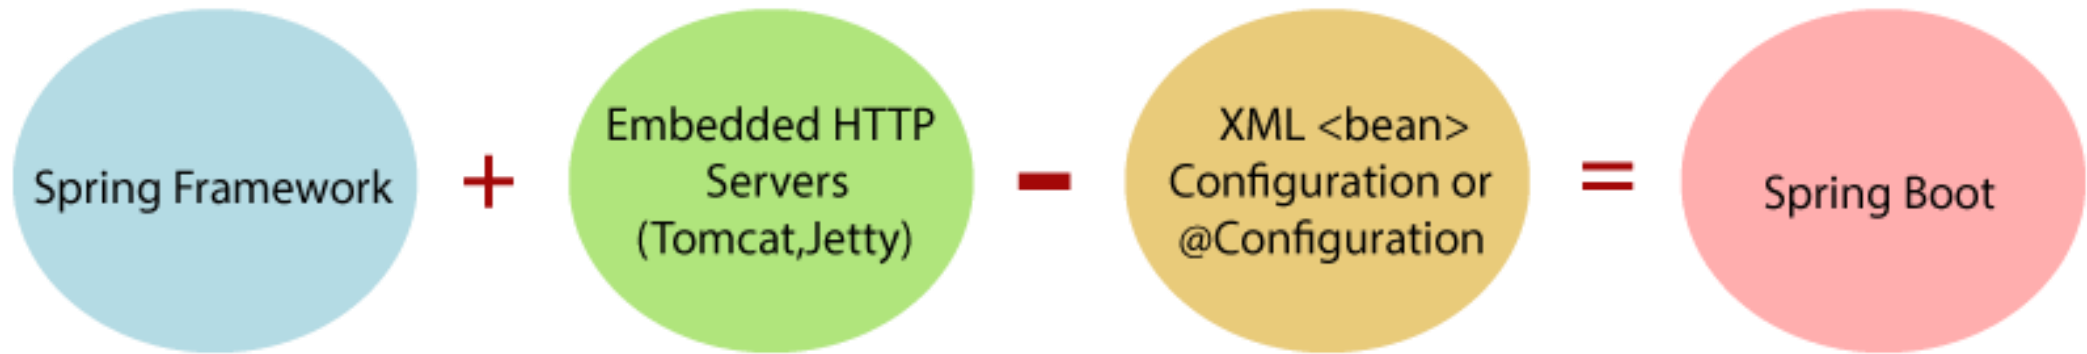 Spring Framework
+
Embedded HTTP
Servers
(Tomcat,Jetty)
-
XML <bean>
Configuration or
@Configuration
=
Spring Boot